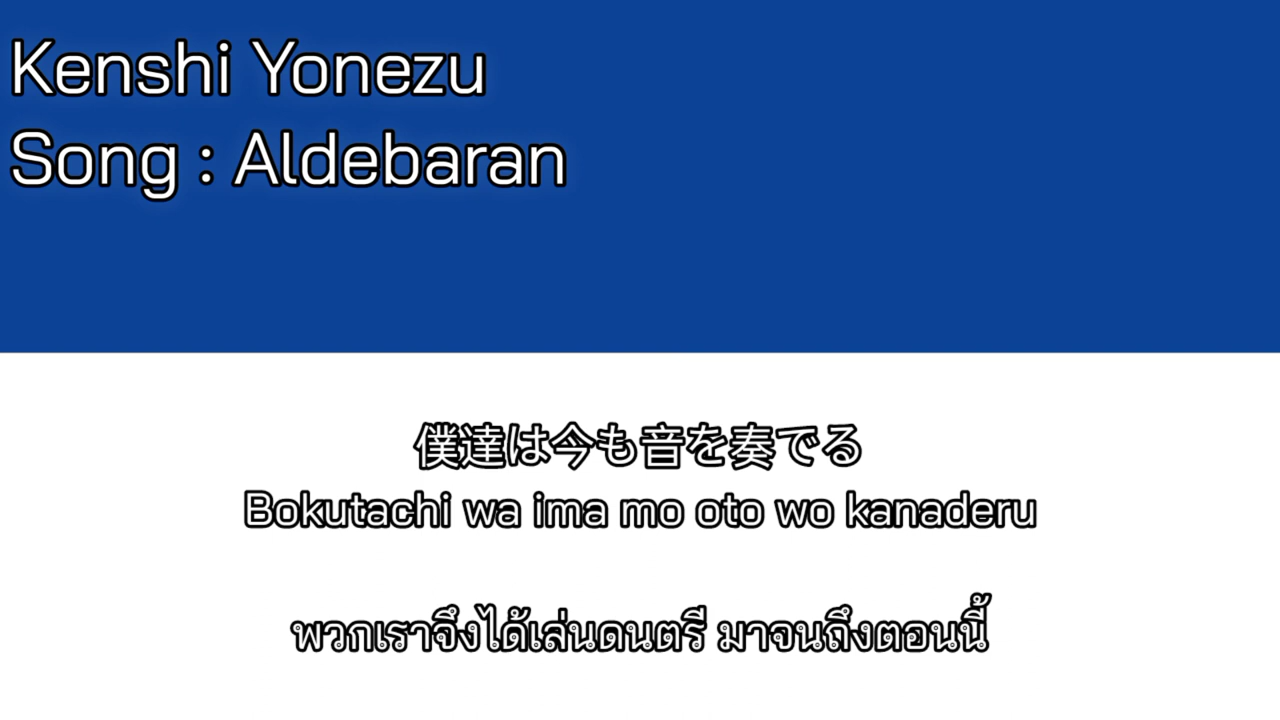 Kenshi Yonezu
Song : Aldebaran
僕達は今も音を奏でる
Bokutachi wa ima mo oto wo kanaderu
พวกเราจึงได้เล่นดนตรี มาจนถึงตอนนี้